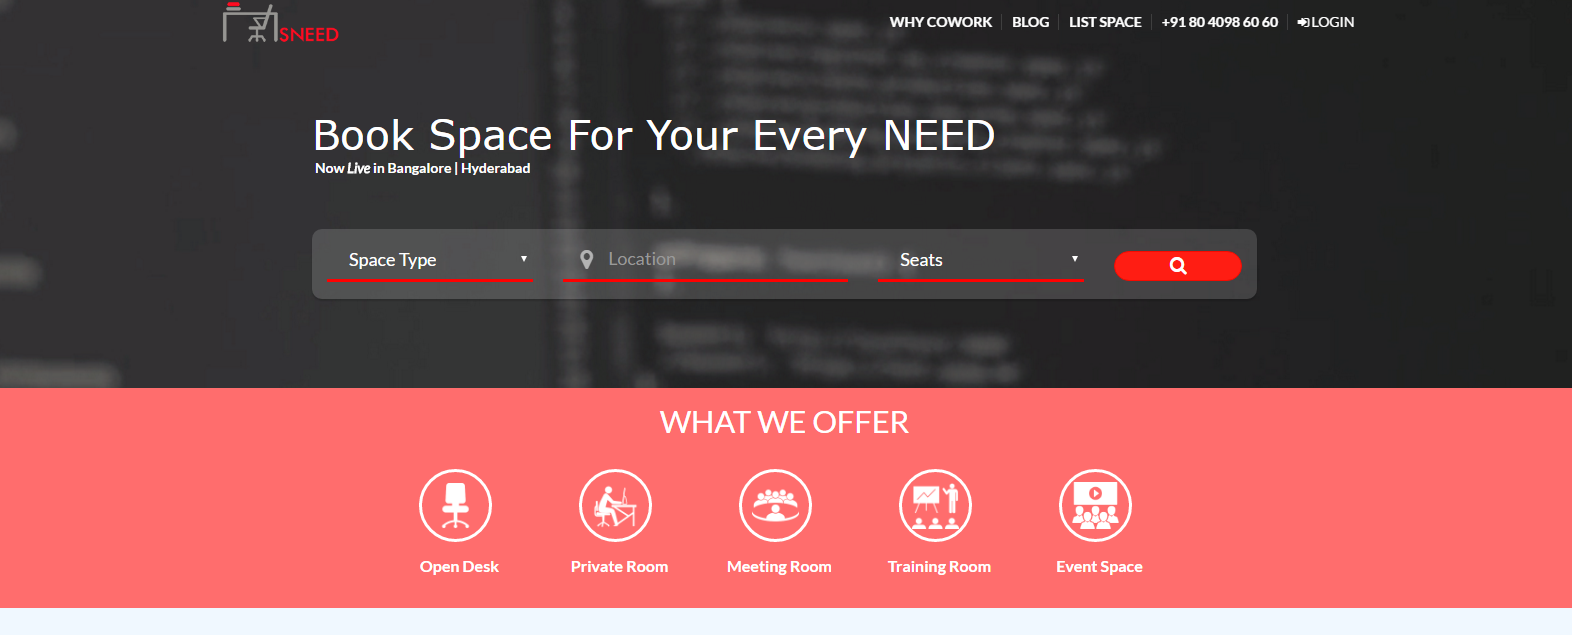 SNEED
WHY COWORK
BLOG
LIST SPACE
+91 80 4098 60 60
LOGIN
Book Space For Your Every NEED
Now Live in Bangalore | Hyderabad
Space Type
Location
Seats
WHAT WE OFFER
Open Desk
Private Room
Meeting Room
Training Room
Event Space